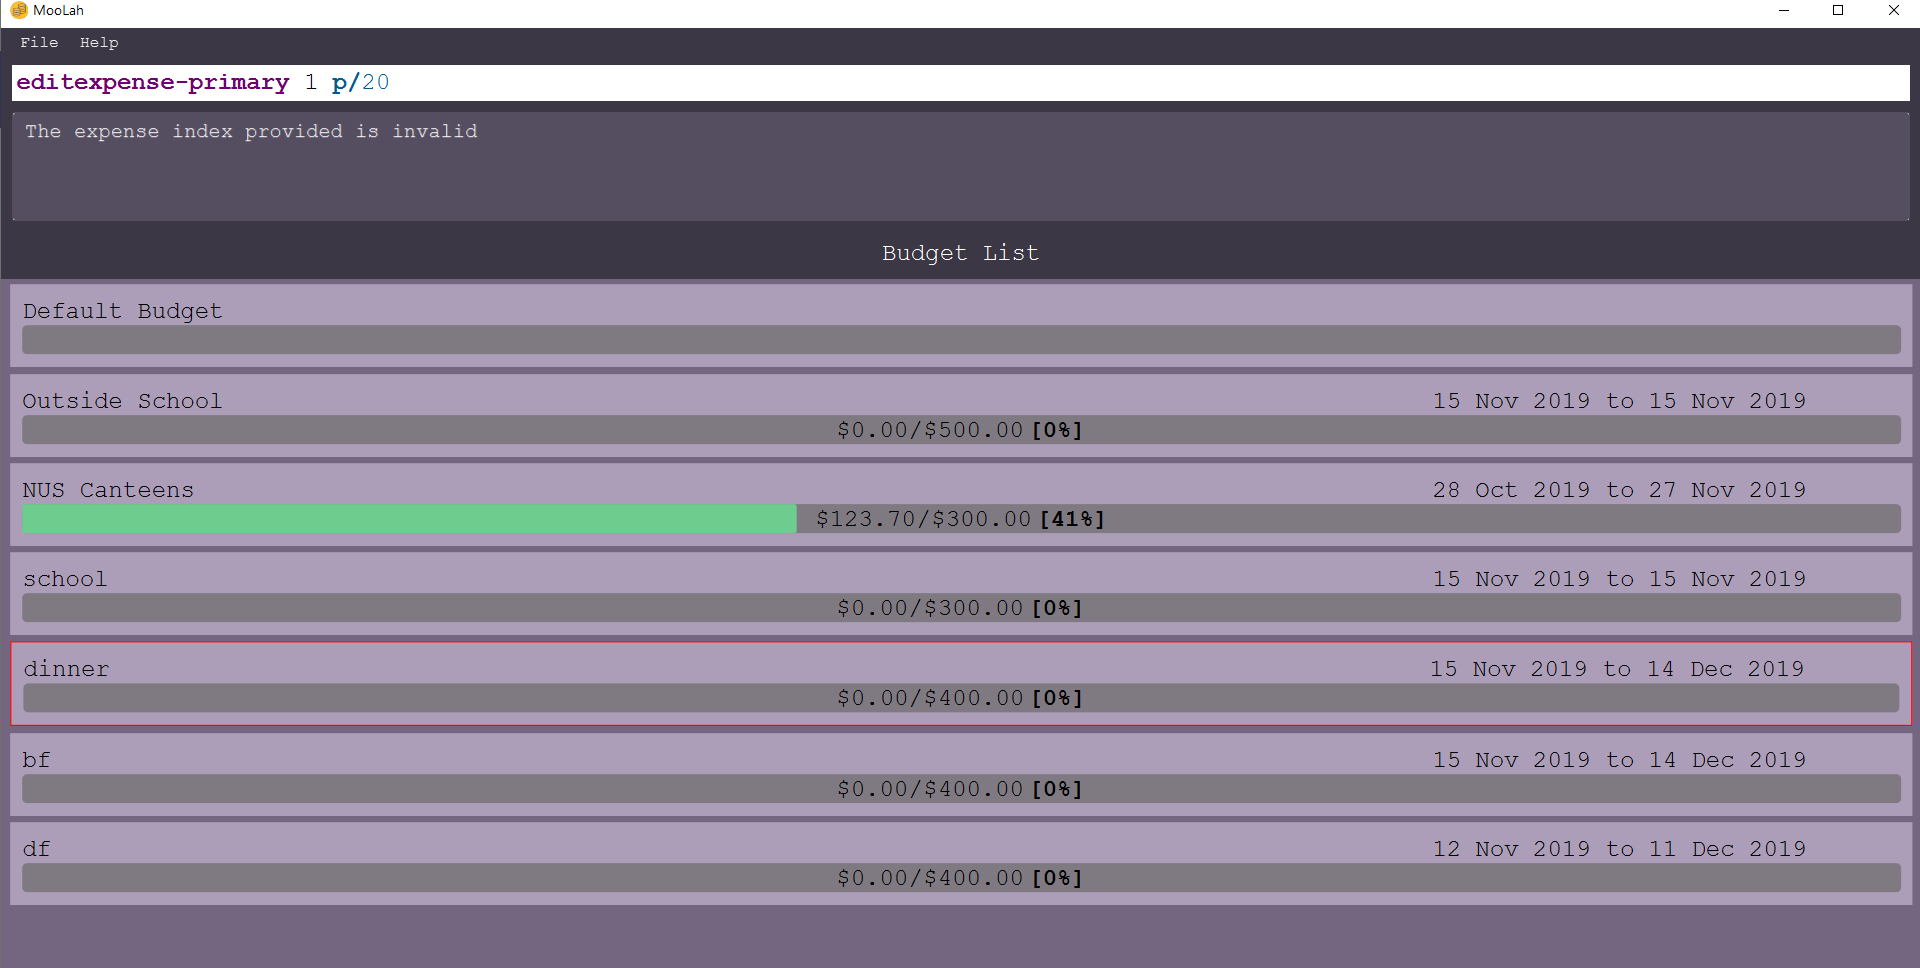 MooLah
File Help
editexpense-primary 1 p/20
The expense index provided is invalid
Budget List
Default Budget
Outside School 15 Nov 2019 to 15 Nov 2019
$0.00/$500.00 [0%]
NUS Canteens 28 Oct 2019 to 27 Nov 2019
$123.70/$300.00 [41%]
school 15 Nov 2019 to 15 Nov 2019
$0.00/$300.00 [0%]
dinner 15 Nov 2019 to 14 Dec 2019
$0.00/$400.00 [0%]
bf 15 Nov 2019 to 14 Dec 2019
$0.00/$400.00 [0%]
df 12 Nov 2019 to 11 Dec 2019
$0.00/$400.00 [0%]